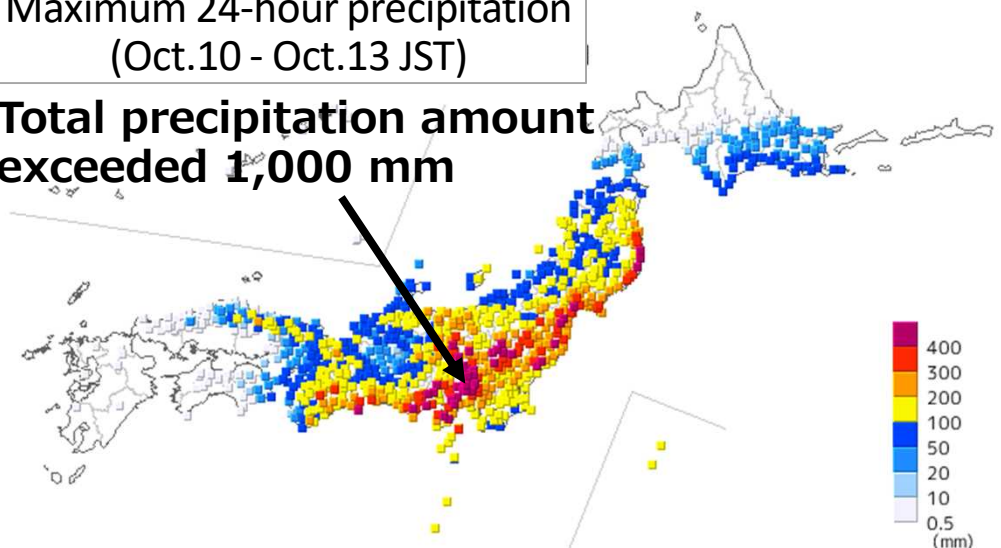 Maximum 24-hour precipitation
(Oct.10 - Oct.13 JST)
Total precipitation amount
exceeded 1,000 mm
400
300
200
100
50
20
10
0.5
(mm)